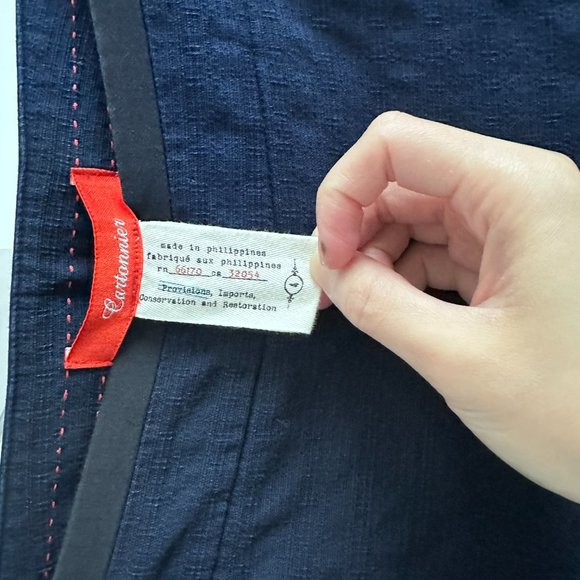 Cartonnier
made in philippines
fabriqué aux philippines
rn 66170 ca 32054
Provisions, Imports,
Conservation and Restoration